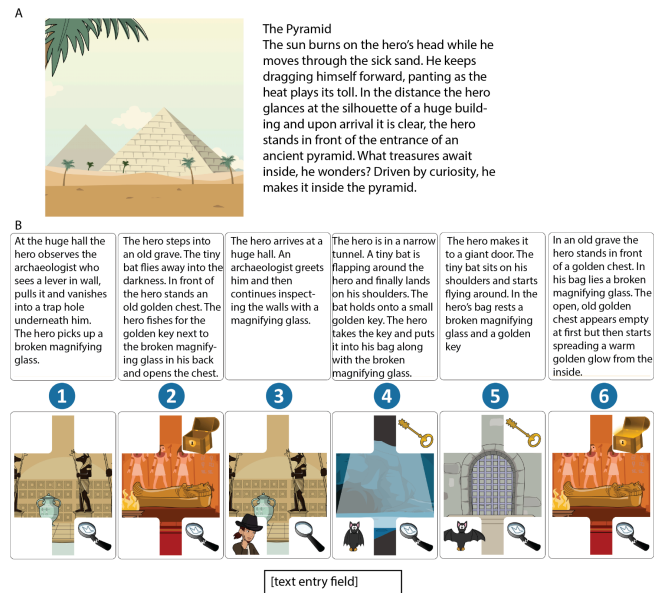 A
The Pyramid
The sun burns on the hero's head while he
moves through the sick sand. He keeps
dragging himself forward, panting as the
heat plays its toll. In the distance the hero
glances at the silhouette of a huge build-
ing and upon arrival it is clear, the hero
stands in front of the entrance of an
ancient pyramid. What treasures await
inside, he wonders? Driven by curiosity, he
makes it inside the pyramid.
B
At the huge hall the
hero observes the
archaeologist who
sees a lever in wall,
pulls it and vanishes
into a trap hole
underneath him.
The hero picks up a
broken magnifying
glass.
The hero steps into
an old grave. The tiny
bat flies away into the
darkness. In front of
the hero stands an
old golden chest. The
hero fishes for the
golden key next to
the broken magnify-
ing glass in his back
and opens the chest.
The hero arrives at a
huge hall. An
archaeologist greets
him and then
continues inspect-
ing the walls with a
magnifying glass.
The hero is in a narrow
tunnel. A tiny bat is
flapping around the
hero and finally lands
on his shoulders. The
bat holds onto a small
golden key. The hero
takes the key and puts
it into his bag along
with the broken
magnifying glass.
The hero makes it
to a giant door. The
tiny bat sits on his
shoulders and starts
flying around. In the
hero's bag rests a
broken magnifying
glass and a golden
key
In an old grave the
hero stands in front
of a golden chest. In
his bag lies a broken
magnifying glass. The
open, old golden
chest appears empty
at first but then starts
spreading a warm
golden glow from the
inside.
1
2
3
4
5
6
[text entry field]